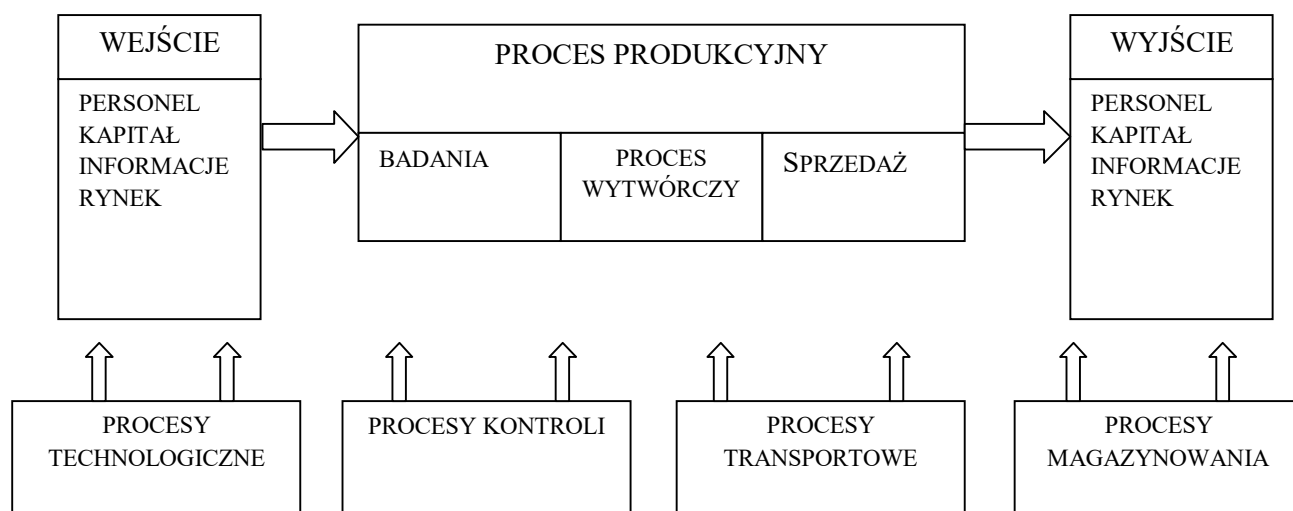 WEJŚCIE
PERSONEL
KAPITAŁ
INFORMACJE
RYNEK
PROCES PRODUKCYJNY
BADANIA
PROCES
WYTWÓRCZY
SPRZEDAŻ
WYJŚCIE
PERSONEL
KAPITAŁ
INFORMACJE
RYNEK
PROCESY
TECHNOLOGICZNE
PROCESY KONTROLI
PROCESY
TRANSPORTOWE
PROCESY
MAGAZYNOWANIA